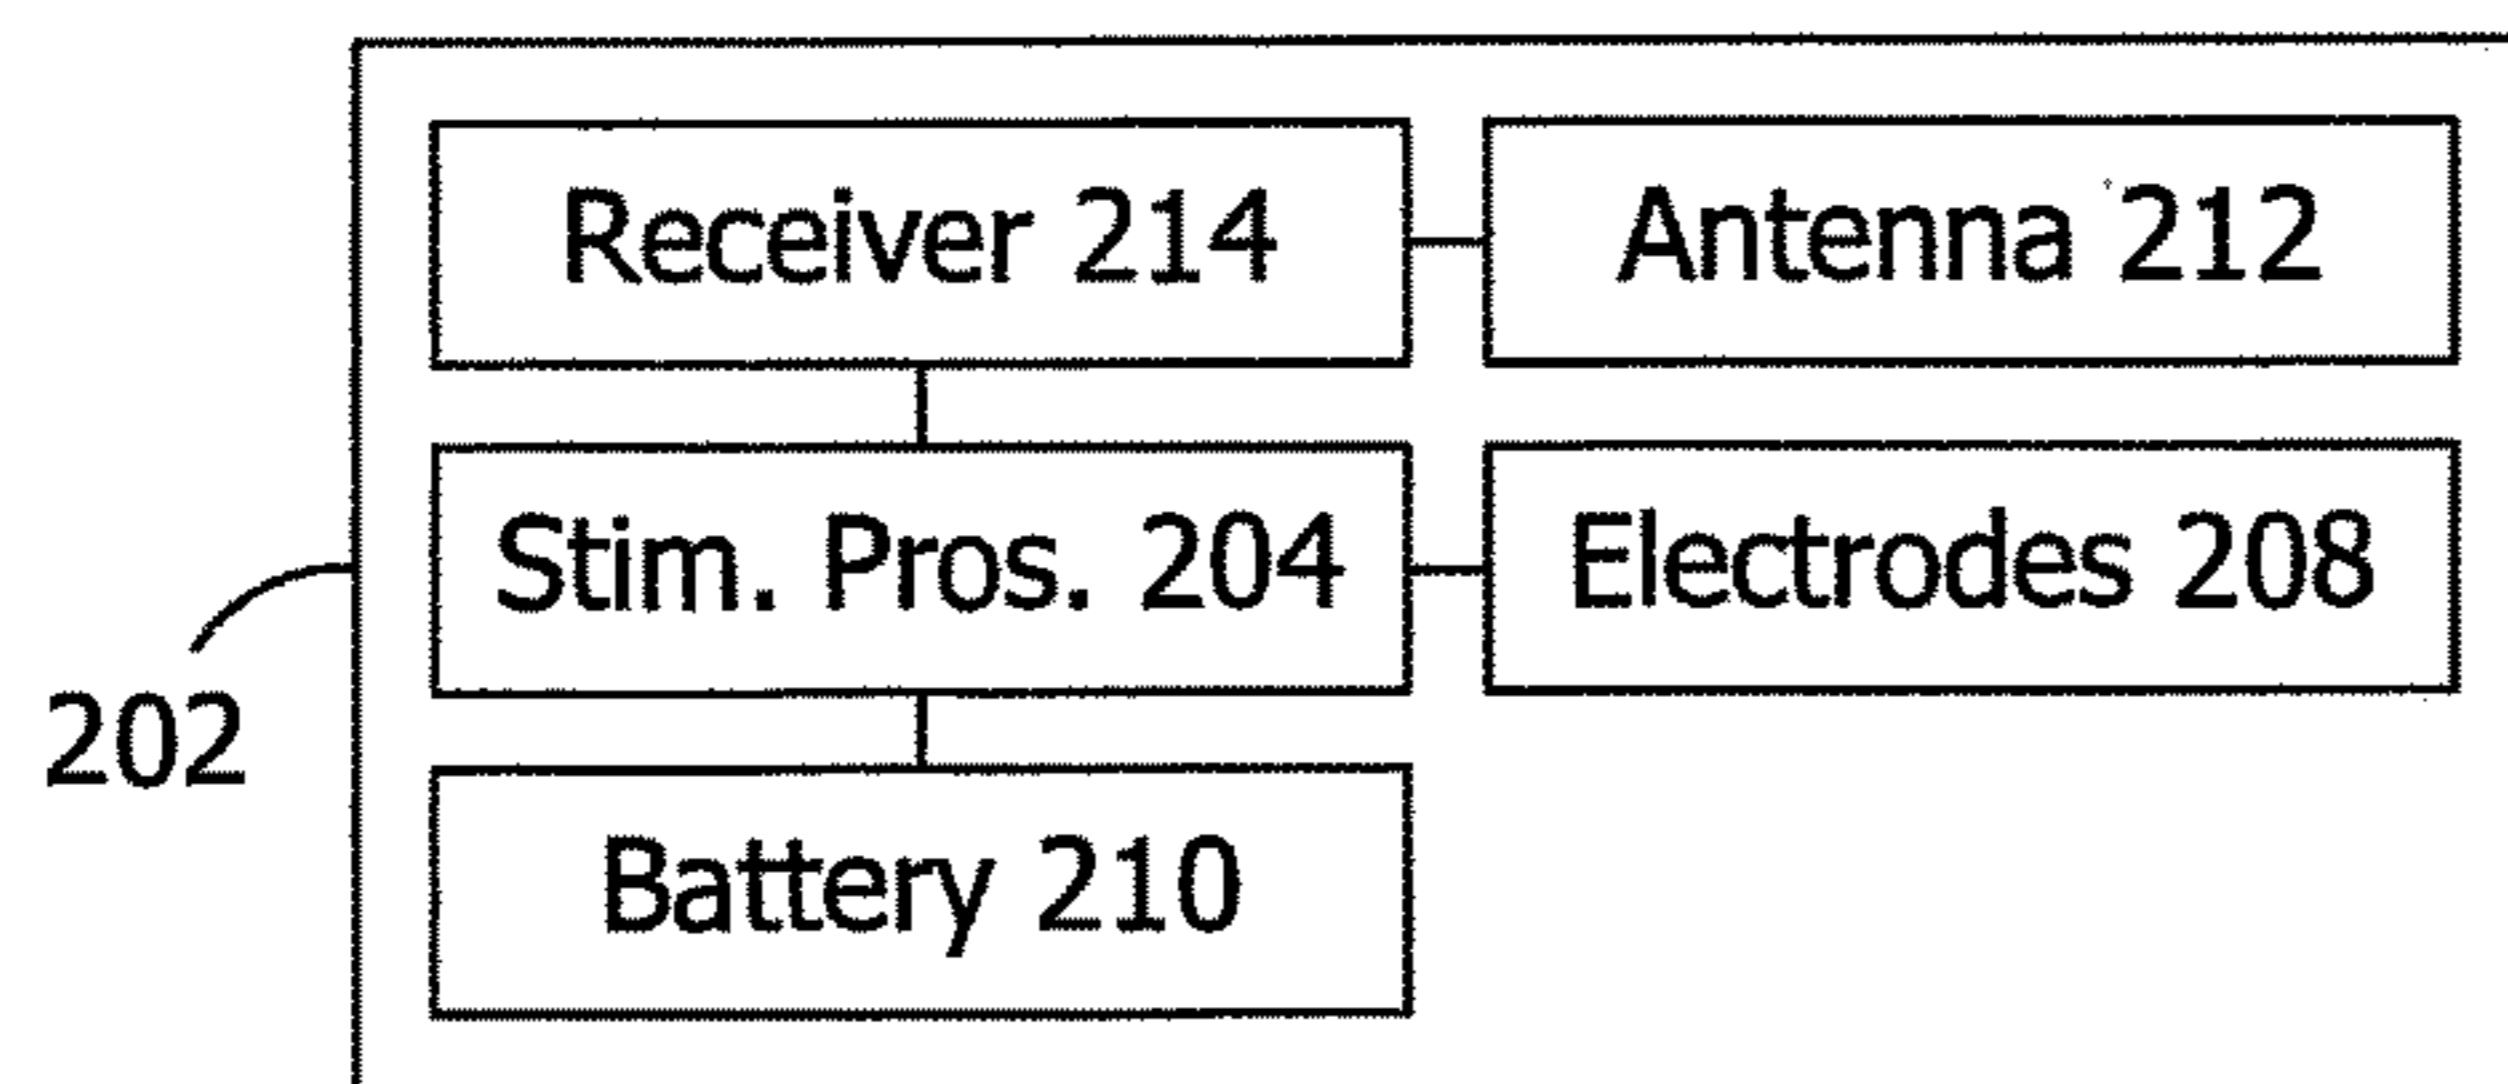 Receiver 214
Antenna 212
Stim. Pros. 204
Electrodes 208
202
Battery 210